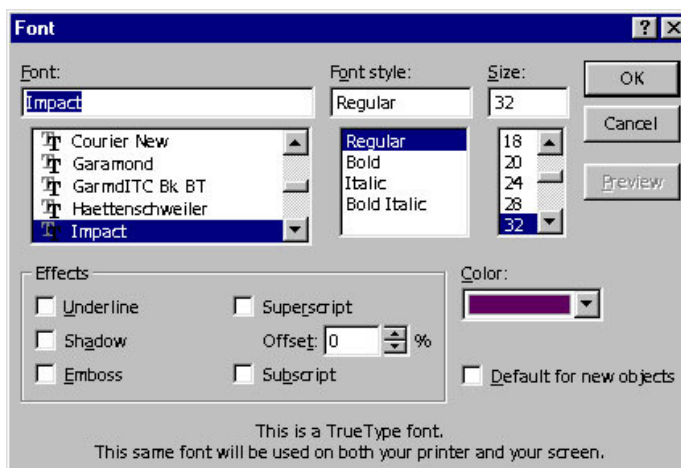 Font
Font: Font style: Size:
Impact Regular 32
Courier New
Garamond
GarmdITC Bk BT
Haettenschweiler
Impact
Regular
Bold
Italic
Bold Italic
18
20
24
28
32
OK
Cancel
Preview
Effects
Underline Superscript
Shadow Offset: 0 %
Emboss Subscript
Color:
Default for new objects
This is a TrueType font.
This same font will be used on both your printer and your screen.